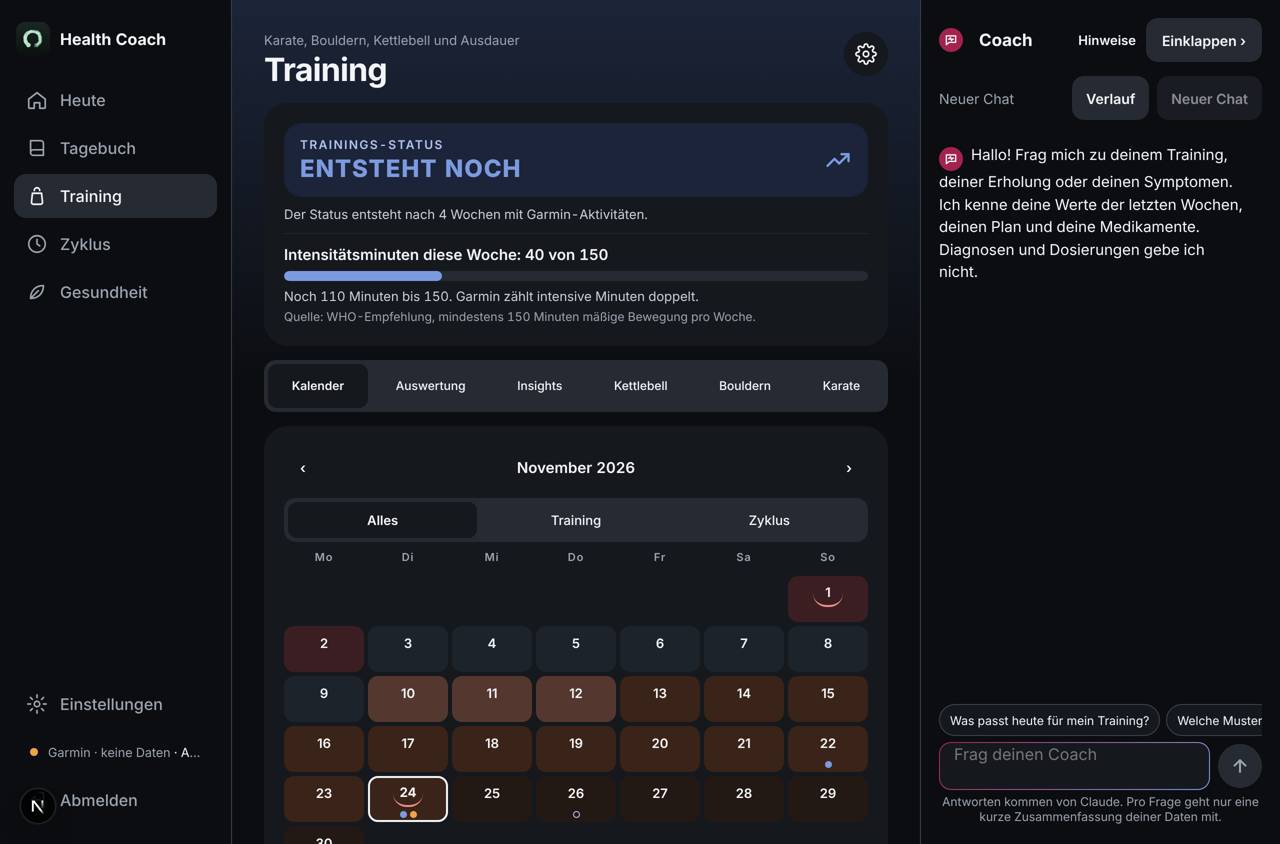 Health Coach
Heute
Tagebuch
Training
Zyklus
Gesundheit
Einstellungen
Garmin · keine Daten · A...
N
Abmelden
Karate, Bouldern, Kettlebell und Ausdauer
Training
TRAININGS-STATUS
ENTSTEHT NOCH
Der Status entsteht nach 4 Wochen mit Garmin-Aktivitäten.
Intensitätsminuten diese Woche: 40 von 150
Noch 110 Minuten bis 150. Garmin zählt intensive Minuten doppelt.
Quelle: WHO-Empfehlung, mindestens 150 Minuten mäßige Bewegung pro Woche.
Kalender Auswertung Insights Kettlebell Bouldern Karate
‹ November 2026 ›
Alles Training Zyklus
Mo Di Mi Do Fr Sa So
1
2 3 4 5 6 7 8
9 10 11 12 13 14 15
16 17 18 19 20 21 22
23 24 25 26 27 28 29
30
Coach Hinweise Einklappen ›
Neuer Chat Verlauf Neuer Chat
Hallo! Frag mich zu deinem Training,
deiner Erholung oder deinen Symptomen.
Ich kenne deine Werte der letzten Wochen,
deinen Plan und deine Medikamente.
Diagnosen und Dosierungen gebe ich
nicht.
Was passt heute für mein Training? Welche Muster
Frag deinen Coach
Antworten kommen von Claude. Pro Frage geht nur eine
kurze Zusammenfassung deiner Daten mit.